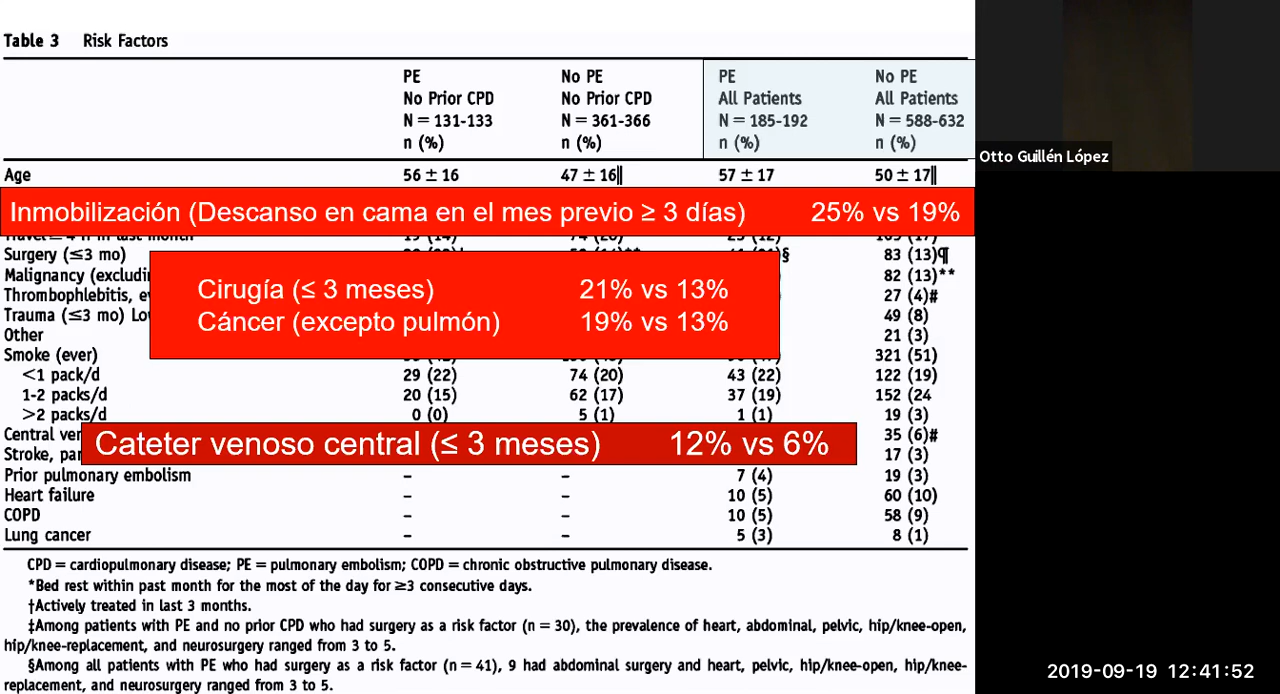 Table 3 Risk Factors
PE No PE PE No PE
No Prior CPD No Prior CPD All Patients All Patients
N = 131-133 N = 361-366 N = 185-192 N = 588-632
n (%) n (%) n (%) n (%)
Age 56 ± 16 47 ± 16‖ 57 ± 17 50 ± 17‖
Inmobilización (Descanso en cama en el mes previo ≥ 3 días) 25% vs 19%
Surgery (≤3 mo) § 83 (13)¶
Malignancy 82 (13)**
Thrombophlebitis, 27 (4)#
Trauma (≤3 mo) 49 (8)
Other 21 (3)
Cirugía (≤ 3 meses) 21% vs 13%
Cáncer (excepto pulmón) 19% vs 13%
Smoke (ever) 321 (51)
<1 pack/d 29 (22) 74 (20) 43 (22) 122 (19)
1-2 packs/d 20 (15) 62 (17) 37 (19) 152 (24
>2 packs/d 0 (0) 5 (1) 1 (1) 19 (3)
Central 35 (6)#
Cateter venoso central (≤ 3 meses) 12% vs 6%
Stroke, 17 (3)
Prior pulmonary embolism – – 7 (4) 19 (3)
Heart failure – – 10 (5) 60 (10)
COPD – – 10 (5) 58 (9)
Lung cancer – – 5 (3) 8 (1)
CPD = cardiopulmonary disease; PE = pulmonary embolism; COPD = chronic obstructive pulmonary disease.
*Bed rest within past month for the most of the day for ≥3 consecutive days.
†Actively treated in last 3 months.
‡Among patients with PE and no prior CPD who had surgery as a risk factor (n = 30), the prevalence of heart, abdominal, pelvic, hip/knee-open,
hip/knee-replacement, and neurosurgery ranged from 3 to 5.
§Among all patients with PE who had surgery as a risk factor (n = 41), 9 had abdominal surgery and heart, pelvic, hip/knee-open, hip/knee-
replacement, and neurosurgery ranged from 3 to 5.
Otto Guillén López
2019-09-19 12:41:52